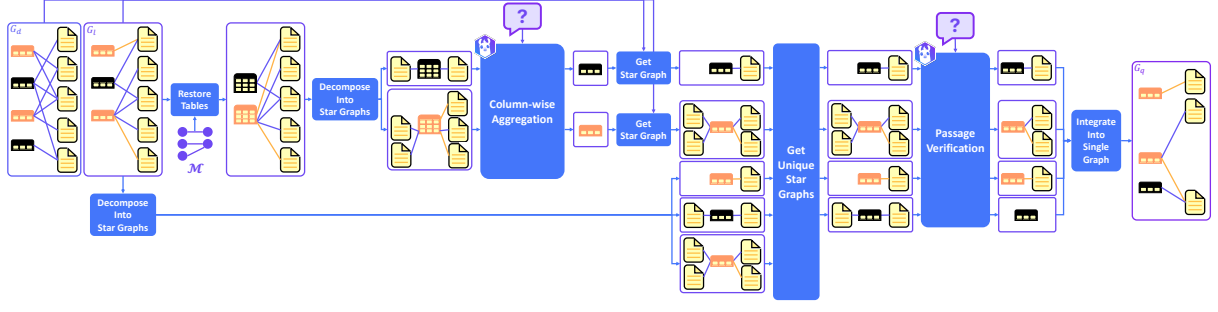 G_d
G_l
Restore
Tables
ℳ
Decompose
Into
Star Graphs
Decompose
Into
Star Graphs
?
Column-wise
Aggregation
Get
Star Graph
Get
Star Graph
Get
Unique
Star
Graphs
?
Passage
Verification
Integrate
Into
Single
Graph
G_q